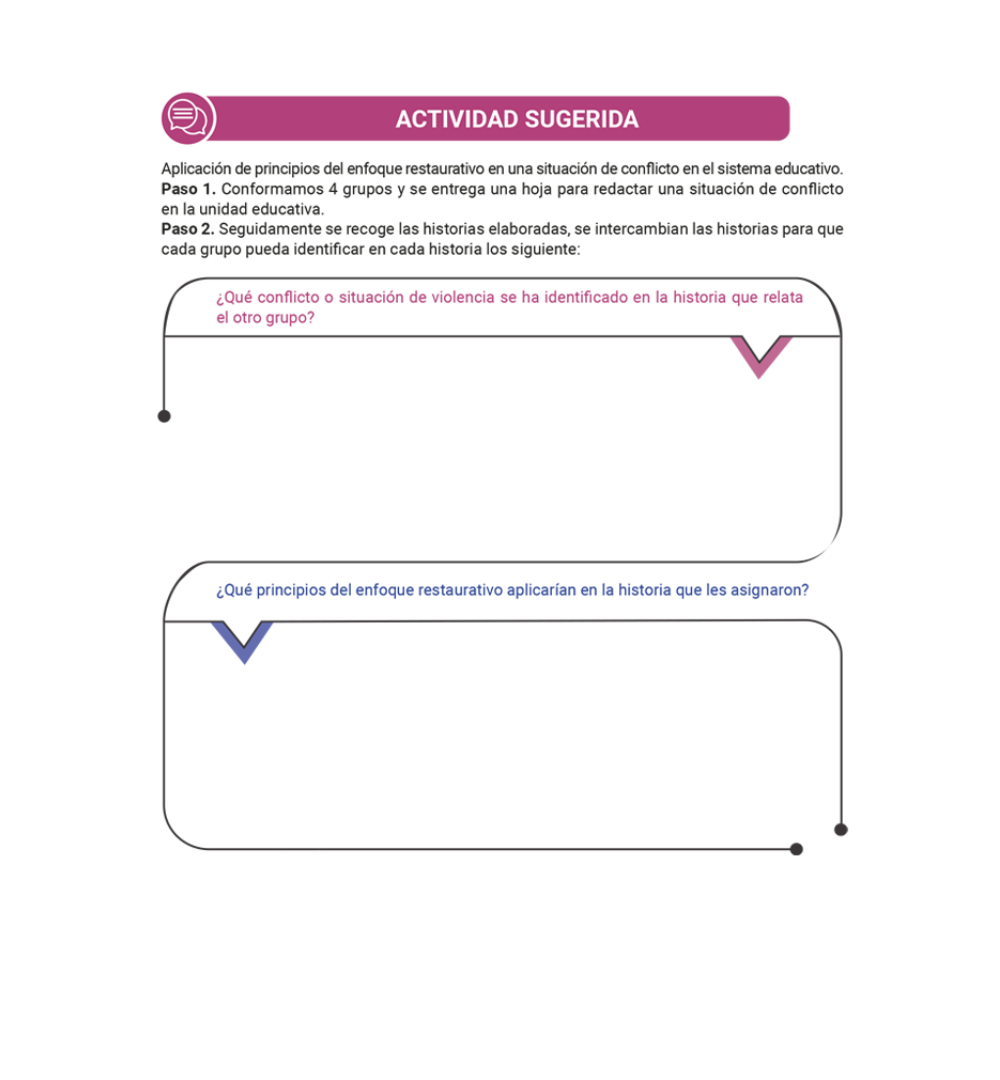 ACTIVIDAD SUGERIDA
Aplicación de principios del enfoque restaurativo en una situación de conflicto en el sistema educativo.
Paso 1. Conformamos 4 grupos y se entrega una hoja para redactar una situación de conflicto
en la unidad educativa.
Paso 2. Seguidamente se recoge las historias elaboradas, se intercambian las historias para que
cada grupo pueda identificar en cada historia los siguiente:
¿Qué conflicto o situación de violencia se ha identificado en la historia que relata
el otro grupo?
¿Qué principios del enfoque restaurativo aplicarían en la historia que les asignaron?